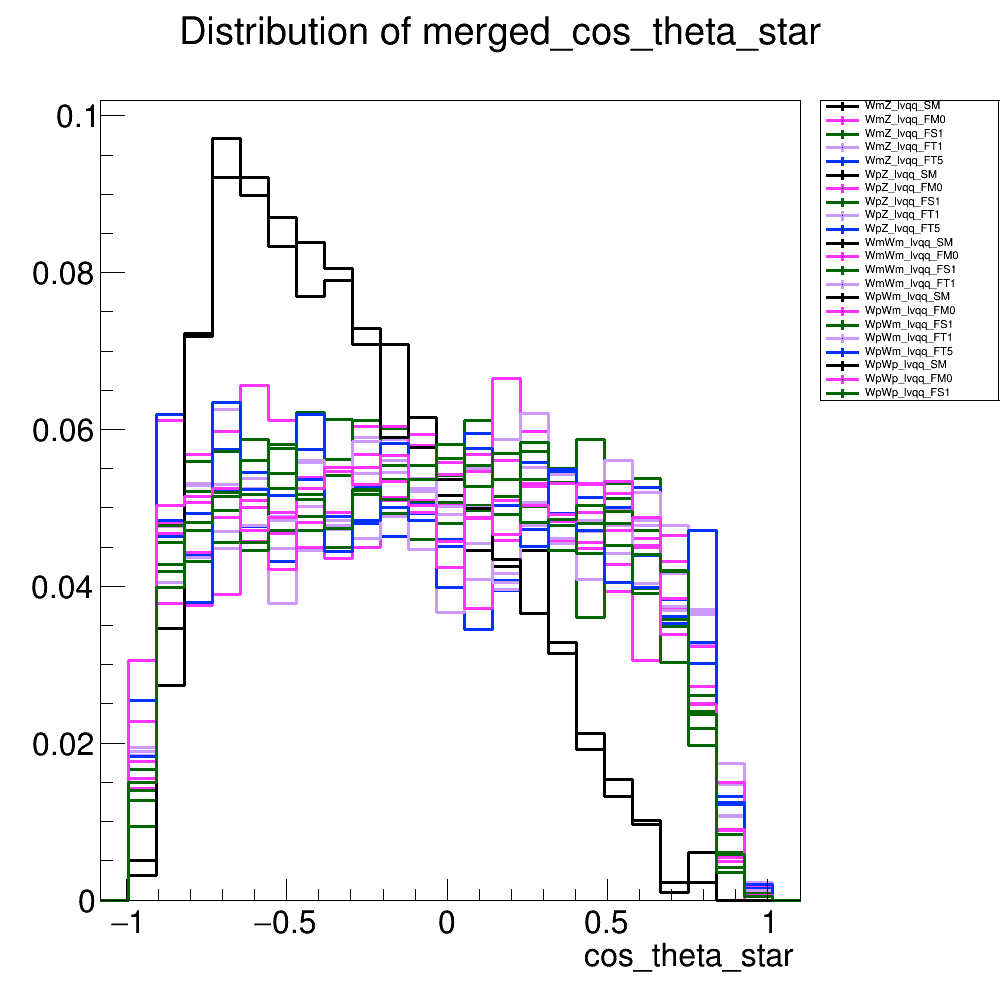 Distribution of merged_cos_theta_star
0.1
0.08
0.06
0.04
0.02
0
−1
−0.5
0
0.5
1
cos_theta_star
WmZ_lvqq_SM
WmZ_lvqq_FM0
WmZ_lvqq_FS1
WmZ_lvqq_FT1
WmZ_lvqq_FT5
WpZ_lvqq_SM
WpZ_lvqq_FM0
WpZ_lvqq_FS1
WpZ_lvqq_FT1
WpZ_lvqq_FT5
WmWm_lvqq_SM
WmWm_lvqq_FM0
WmWm_lvqq_FS1
WmWm_lvqq_FT1
WpWm_lvqq_SM
WpWm_lvqq_FM0
WpWm_lvqq_FS1
WpWm_lvqq_FT1
WpWm_lvqq_FT5
WpWp_lvqq_SM
WpWp_lvqq_FM0
WpWp_lvqq_FS1